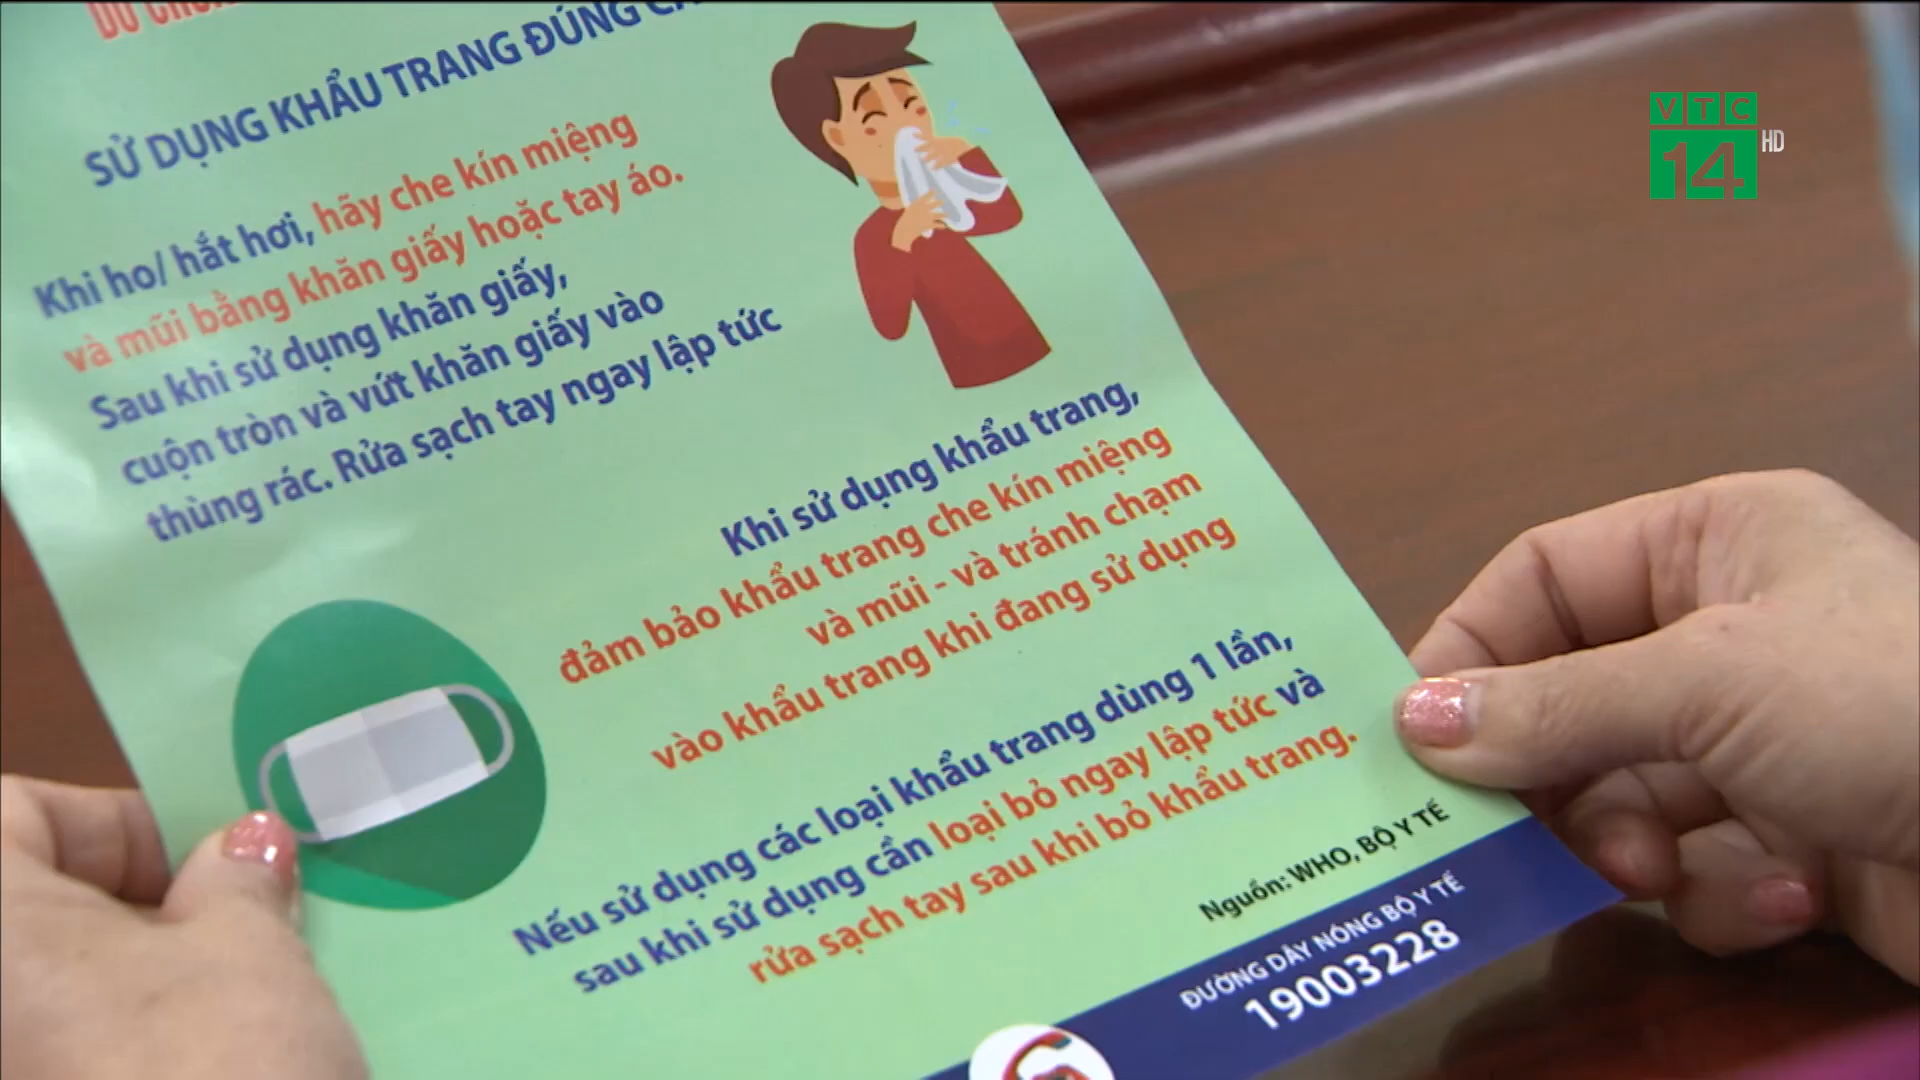 SỬ DỤNG KHẨU TRANG ĐÚNG
Khi ho/ hắt hơi, hãy che kín miệng
và mũi bằng khăn giấy hoặc tay áo.
Sau khi sử dụng khăn giấy,
cuộn tròn và vứt khăn giấy vào
thùng rác. Rửa sạch tay ngay lập tức
Khi sử dụng khẩu trang,
đảm bảo khẩu trang che kín miệng
và mũi - và tránh chạm
vào khẩu trang khi đang sử dụng
Nếu sử dụng các loại khẩu trang dùng 1 lần,
sau khi sử dụng cần loại bỏ ngay lập tức và
rửa sạch tay sau khi bỏ khẩu trang.
Nguồn: WHO, BỘ Y TẾ
ĐƯỜNG DÂY NÓNG BỘ Y TẾ
19003228
VTC
14 HD